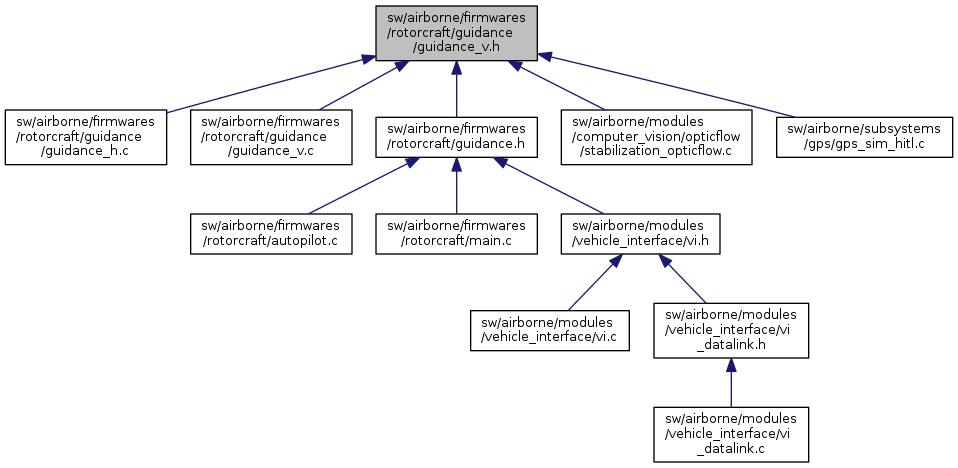 sw/airborne/firmwares
/rotorcraft/guidance
/guidance_v.h
sw/airborne/firmwares
/rotorcraft/guidance
/guidance_h.c
sw/airborne/firmwares
/rotorcraft/guidance
/guidance_v.c
sw/airborne/firmwares
/rotorcraft/guidance.h
sw/airborne/modules
/computer_vision/opticflow
/stabilization_opticflow.c
sw/airborne/subsystems
/gps/gps_sim_hitl.c
sw/airborne/firmwares
/rotorcraft/autopilot.c
sw/airborne/firmwares
/rotorcraft/main.c
sw/airborne/modules
/vehicle_interface/vi.h
sw/airborne/modules
/vehicle_interface/vi.c
sw/airborne/modules
/vehicle_interface/vi
_datalink.h
sw/airborne/modules
/vehicle_interface/vi
_datalink.c